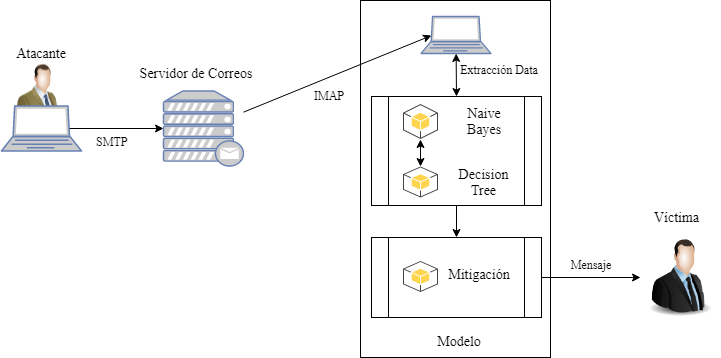 Atacante
Servidor de Correos
SMTP
IMAP
Extracción Data
Naive
Bayes
Decision
Tree
Mitigación
Modelo
Mensaje
Víctima